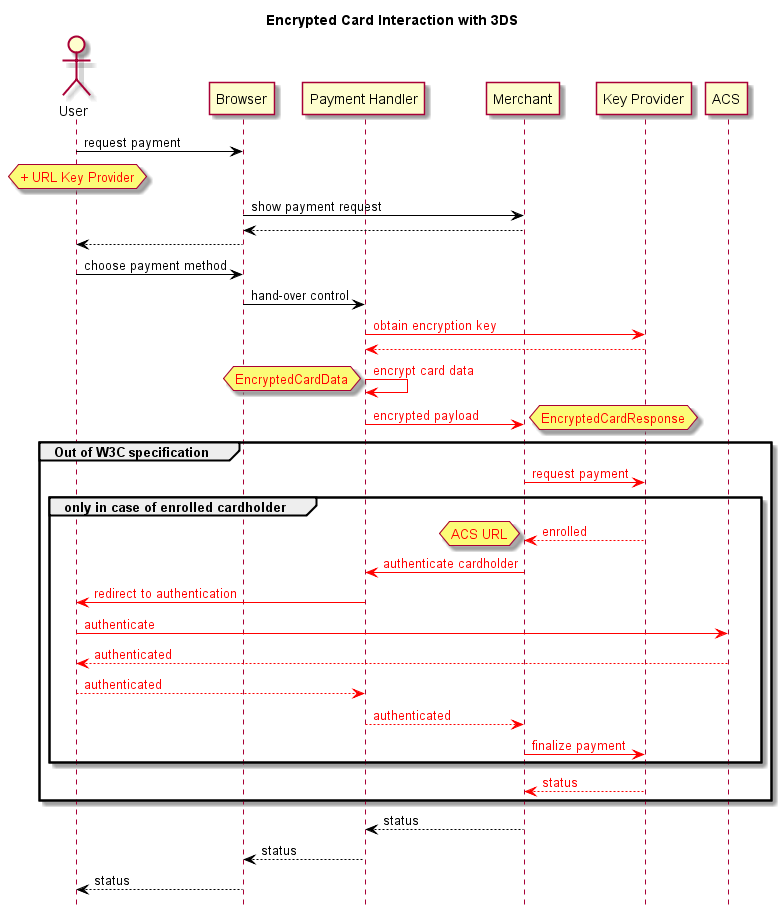 Encrypted Card Interaction with 3DS
User
Browser
Payment Handler
Merchant
Key Provider
ACS
request payment
+ URL Key Provider
show payment request
choose payment method
hand-over control
obtain encryption key
encrypt card data
EncryptedCardData
encrypted payload
EncryptedCardResponse
Out of W3C specification
request payment
only in case of enrolled cardholder
ACS URL
enrolled
authenticate cardholder
redirect to authentication
authenticate
authenticated
authenticated
authenticated
finalize payment
status
status
status
status